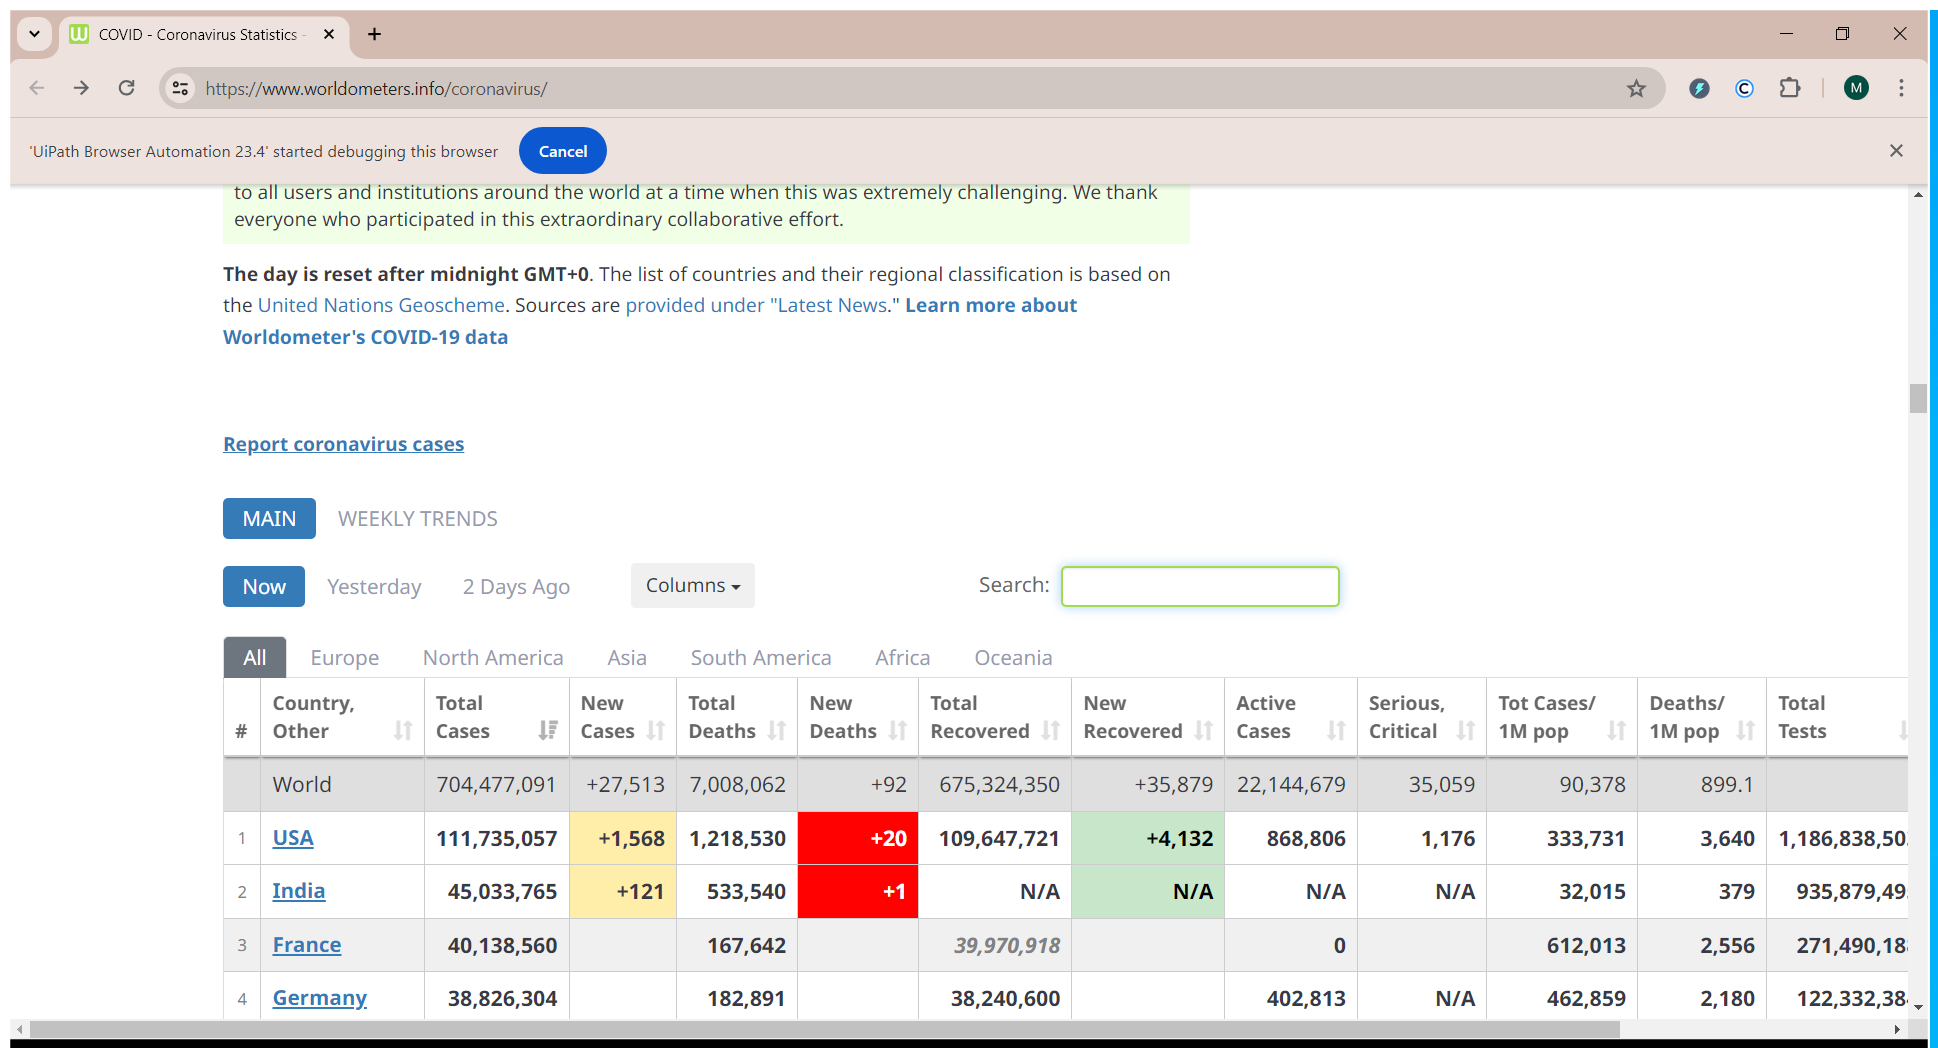 COVID - Coronavirus Statistics -
https://www.worldometers.info/coronavirus/
M
'UiPath Browser Automation 23.4' started debugging this browser Cancel
to all users and institutions around the world at a time when this was extremely challenging. We thank
everyone who participated in this extraordinary collaborative effort.
The day is reset after midnight GMT+0. The list of countries and their regional classification is based on
the United Nations Geoscheme. Sources are provided under "Latest News." Learn more about
Worldometer's COVID-19 data
Report coronavirus cases
MAIN WEEKLY TRENDS
Now Yesterday 2 Days Ago Columns Search:
All Europe North America Asia South America Africa Oceania
# Country, Other Total Cases New Cases Total Deaths New Deaths Total Recovered New Recovered Active Cases Serious, Critical Tot Cases/ 1M pop Deaths/ 1M pop Total Tests
World 704,477,091 +27,513 7,008,062 +92 675,324,350 +35,879 22,144,679 35,059 90,378 899.1
1 USA 111,735,057 +1,568 1,218,530 +20 109,647,721 +4,132 868,806 1,176 333,731 3,640 1,186,838,50
2 India 45,033,765 +121 533,540 +1 N/A N/A N/A N/A 32,015 379 935,879,49
3 France 40,138,560 167,642 39,970,918 0 612,013 2,556 271,490,18
4 Germany 38,826,304 182,891 38,240,600 402,813 N/A 462,859 2,180 122,332,38